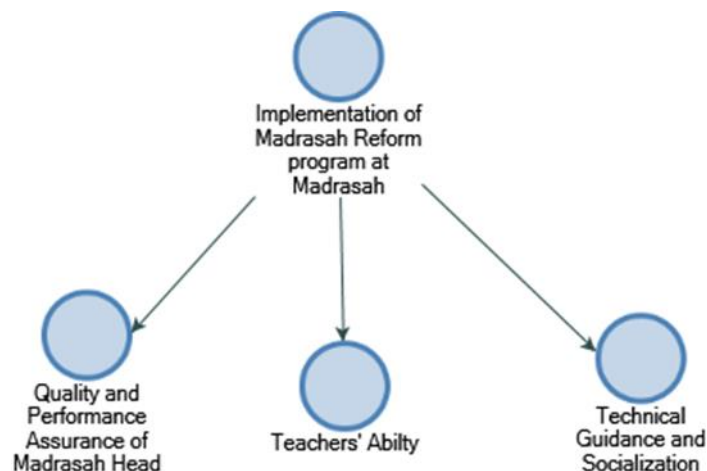 Implementation of
Madrasah Reform
program at
Madrasah
Quality and
Performance
Assurance of
Madrasah Head
Teachers' Abilty
Technical
Guidance and
Socialization